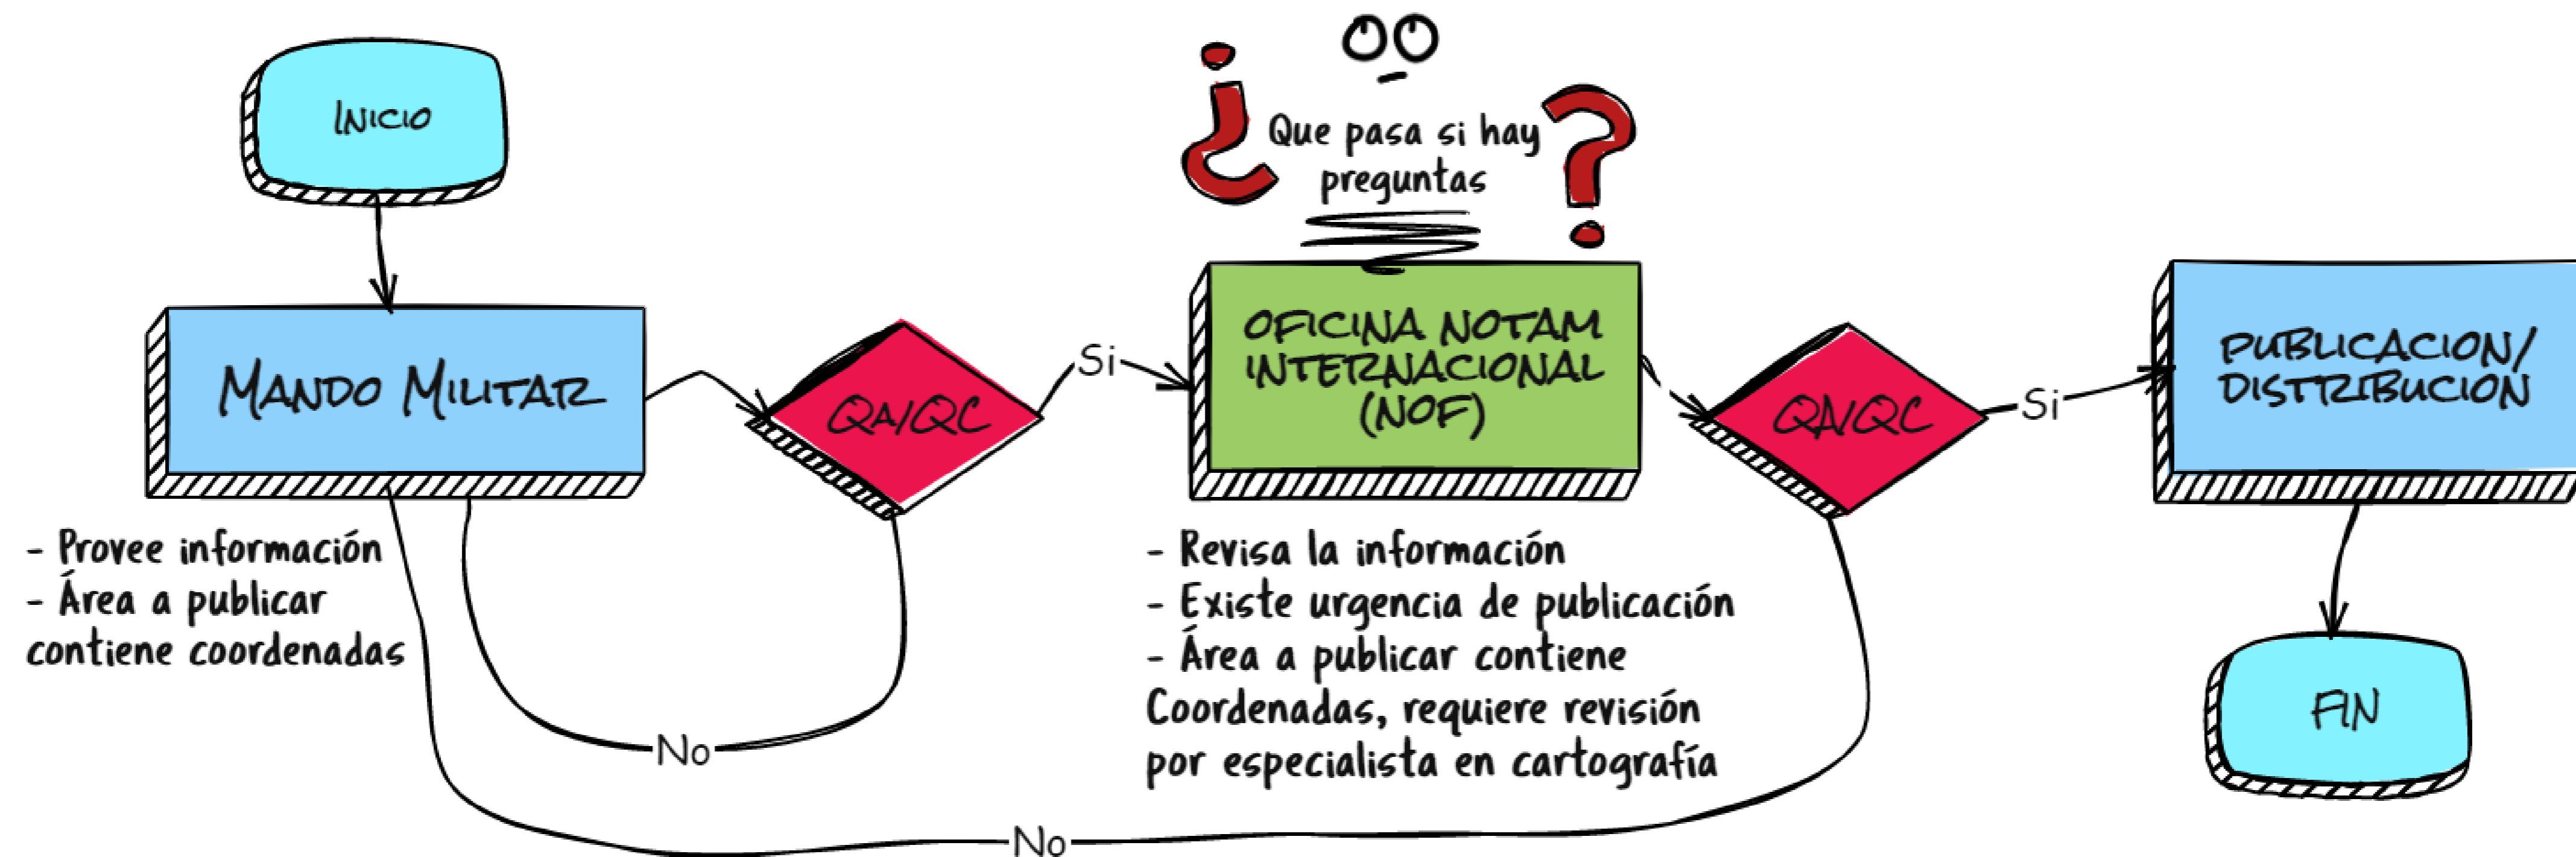 INICIO
MANDO MILITAR
- Provee información
- Área a publicar
contiene coordenadas
QA/QC
Si
No
¿
Que pasa si hay
preguntas
?
OFICINA NOTAM
INTERNACIONAL
(NOF)
- Revisa la información
- Existe urgencia de publicación
- Área a publicar contiene
Coordenadas, requiere revisión
por especialista en cartografía
QA/QC
Si
No
PUBLICACION/
DISTRIBUCION
FIN